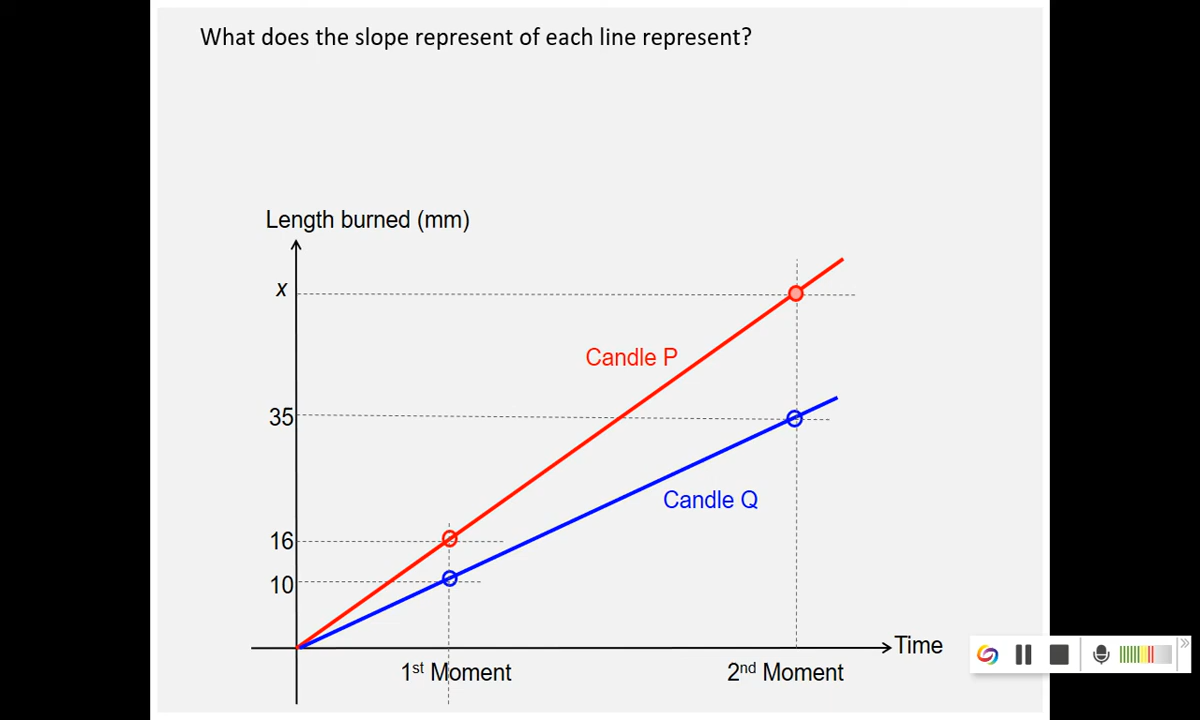 What does the slope represent of each line represent?
Length burned (mm)
x
Candle P
35
Candle Q
16
10
Time
1st Moment
2nd Moment